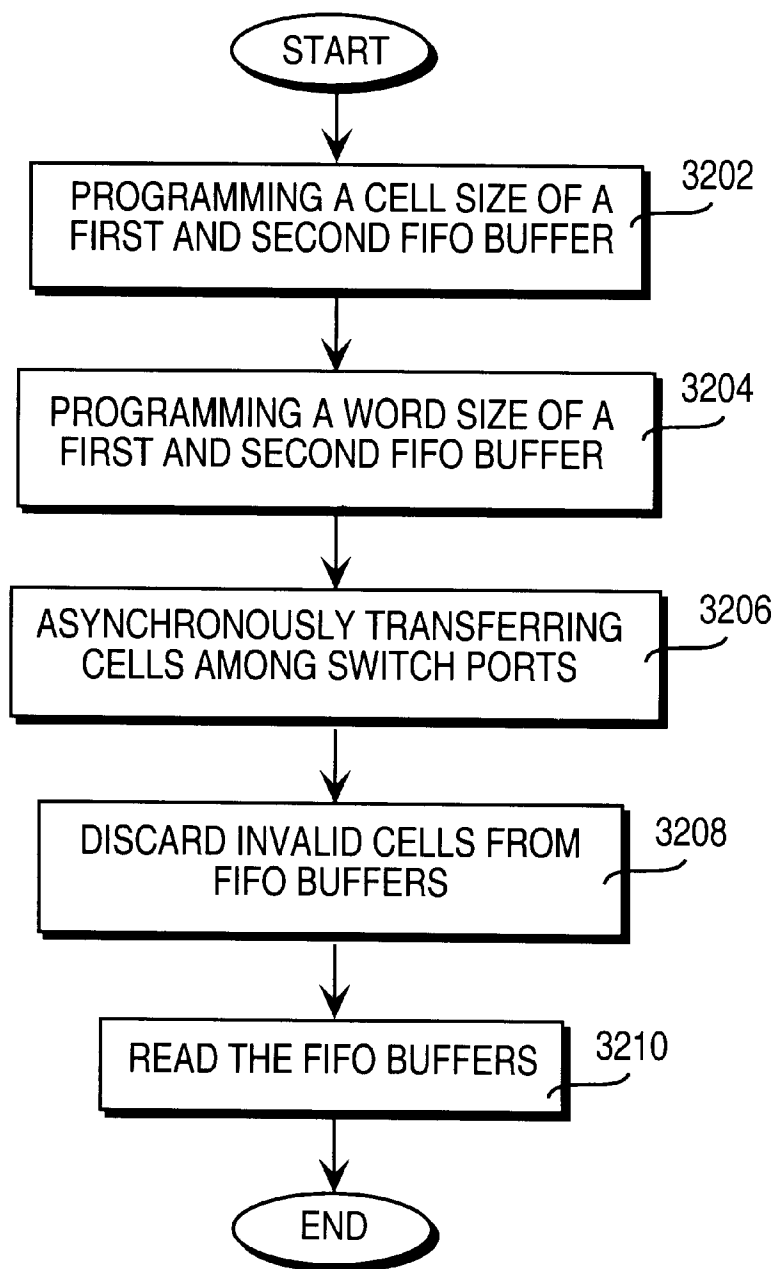 START
PROGRAMMING A CELL SIZE OF A
FIRST AND SECOND FIFO BUFFER
3202
PROGRAMMING A WORD SIZE OF A
FIRST AND SECOND FIFO BUFFER
3204
ASYNCHRONOUSLY TRANSFERRING
CELLS AMONG SWITCH PORTS
3206
DISCARD INVALID CELLS FROM
FIFO BUFFERS
3208
READ THE FIFO BUFFERS
3210
END